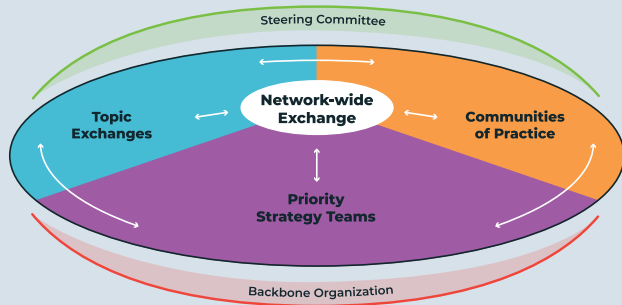 Steering Committee
Network-wide
Exchange
Topic
Exchanges
Communities
of Practice
Priority
Strategy Teams
Backbone Organization